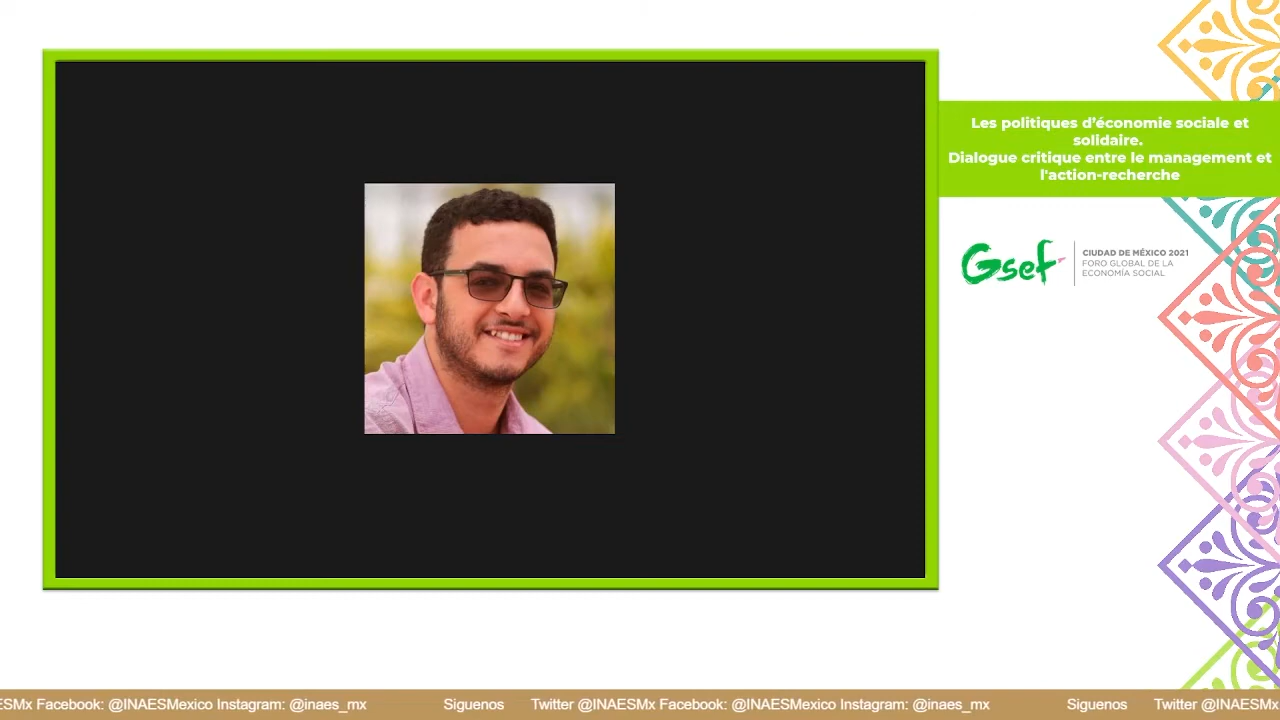 Les politiques d'économie sociale et
solidaire.
Dialogue critique entre le management et
l'action-recherche
Gsef
CIUDAD DE MÉXICO 2021
FORO GLOBAL DE LA
ECONOMÍA SOCIAL
ESMx Facebook: @INAESMexico Instagram: @inaes_mx Siguenos Twitter @INAESMx Facebook: @INAESMexico Instagram: @inaes_mx Siguenos Twitter @INAESMx